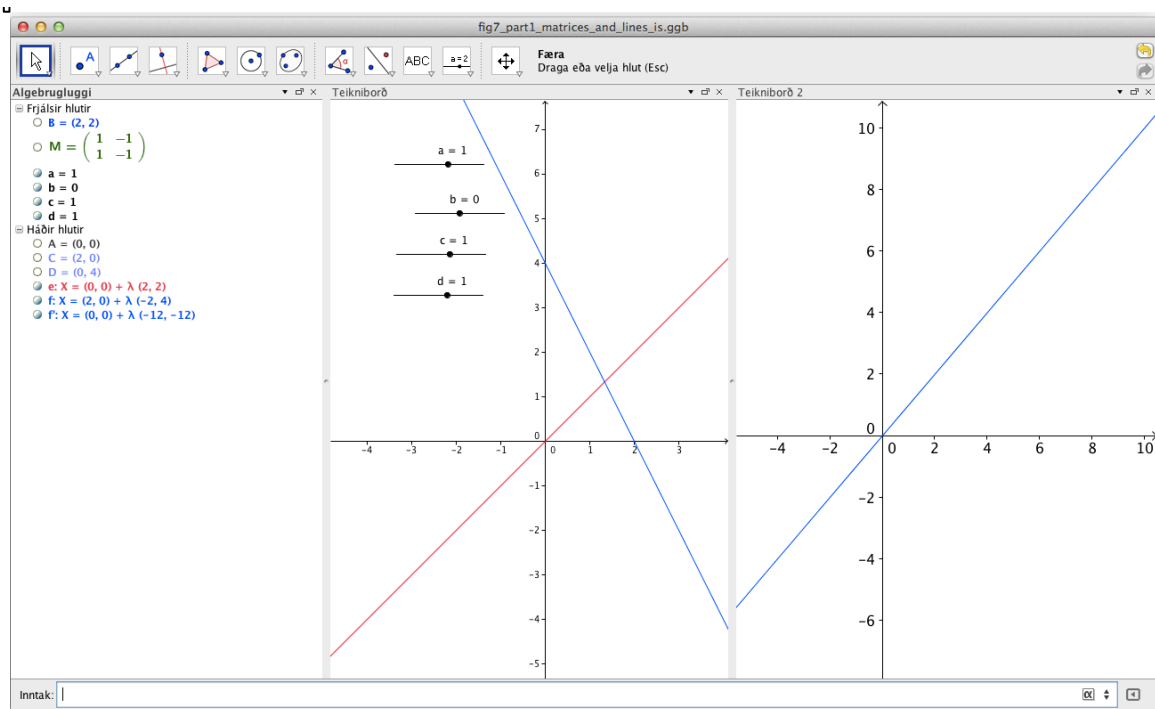 fig7_part1_matrices_and_lines_is.ggb
A
α
ABC
a=2
Færa
Draga eða velja hlut (Esc)
Algebrugluggi
Frjálsir hlutir
B = (2, 2)
M = ( 1 −1
1 −1 )
a = 1
b = 0
c = 1
d = 1
Háðir hlutir
A = (0, 0)
C = (2, 0)
D = (0, 4)
e: X = (0, 0) + λ (2, 2)
f: X = (2, 0) + λ (-2, 4)
f': X = (0, 0) + λ (-12, -12)
Teikniborð
a = 1
b = 0
c = 1
d = 1
7
6
5
4
3
2
1
0
-4 -3 -2 -1 0 1 2 3
-1
-2
-3
-4
-5
Teikniborð 2
10
8
6
4
2
0
-4 -2 0 2 4 6 8 10
-2
-4
-6
Inntak:
α